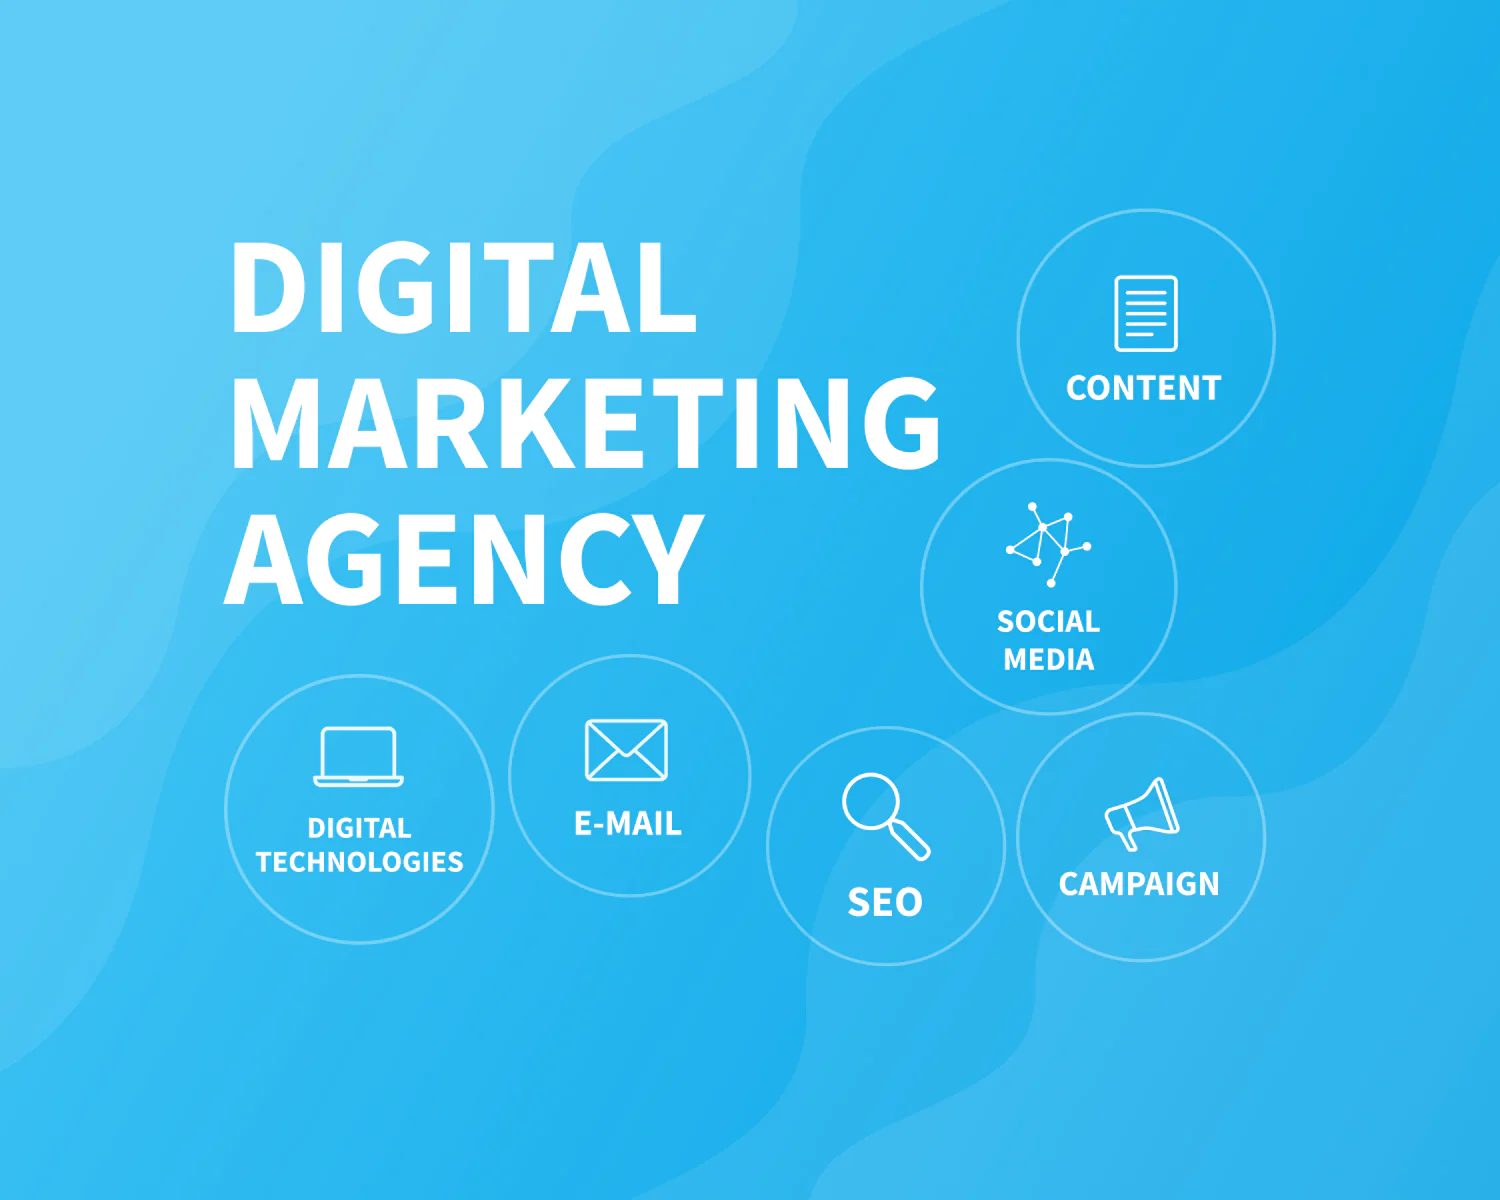 DIGITAL
MARKETING
AGENCY
CONTENT
SOCIAL
MEDIA
DIGITAL
TECHNOLOGIES
E-MAIL
SEO
CAMPAIGN